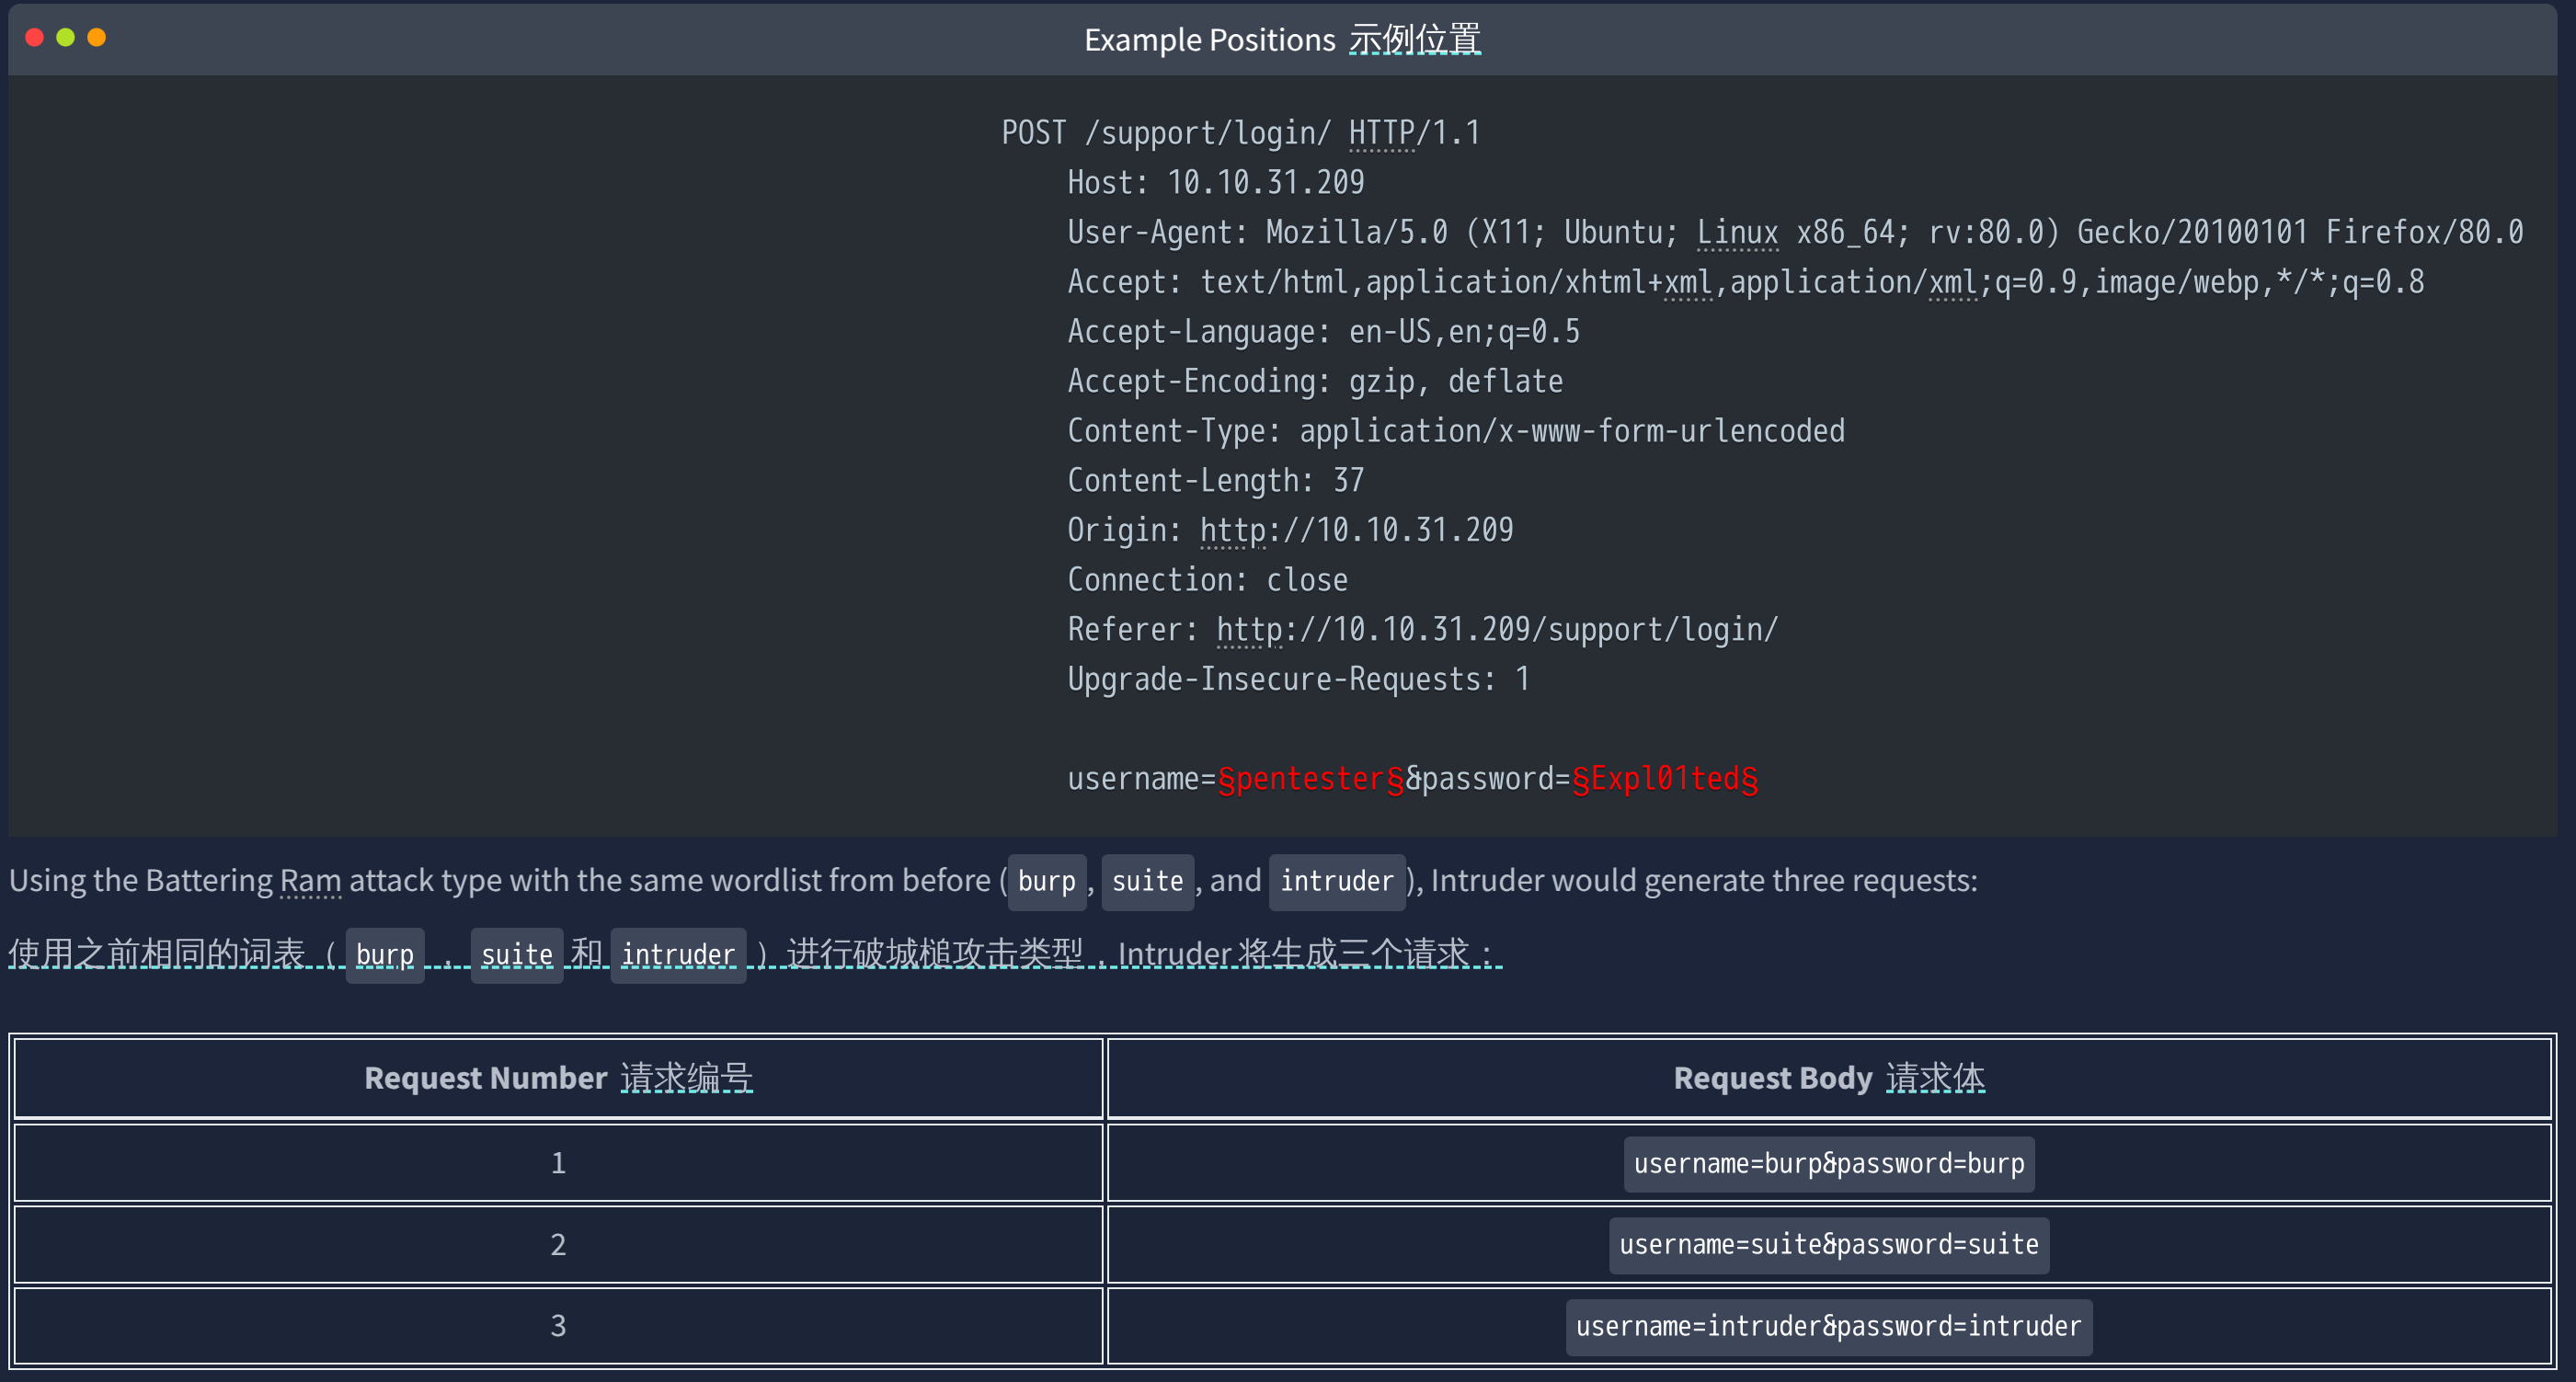 Example Positions 示例位置
POST /support/login/ HTTP/1.1
Host: 10.10.31.209
User-Agent: Mozilla/5.0 (X11; Ubuntu; Linux x86_64; rv:80.0) Gecko/20100101 Firefox/80.0
Accept: text/html,application/xhtml+xml,application/xml;q=0.9,image/webp,*/*;q=0.8
Accept-Language: en-US,en;q=0.5
Accept-Encoding: gzip, deflate
Content-Type: application/x-www-form-urlencoded
Content-Length: 37
Origin: http://10.10.31.209
Connection: close
Referer: http://10.10.31.209/support/login/
Upgrade-Insecure-Requests: 1
username=§pentester§&password=§Expl01ted§
Using the Battering Ram attack type with the same wordlist from before ( burp , suite , and intruder ), Intruder would generate three requests:
使用之前相同的词表（ burp ， suite 和 intruder ）进行破城槌攻击类型，Intruder 将生成三个请求：
Request Number 请求编号 Request Body 请求体
1 username=burp&password=burp
2 username=suite&password=suite
3 username=intruder&password=intruder